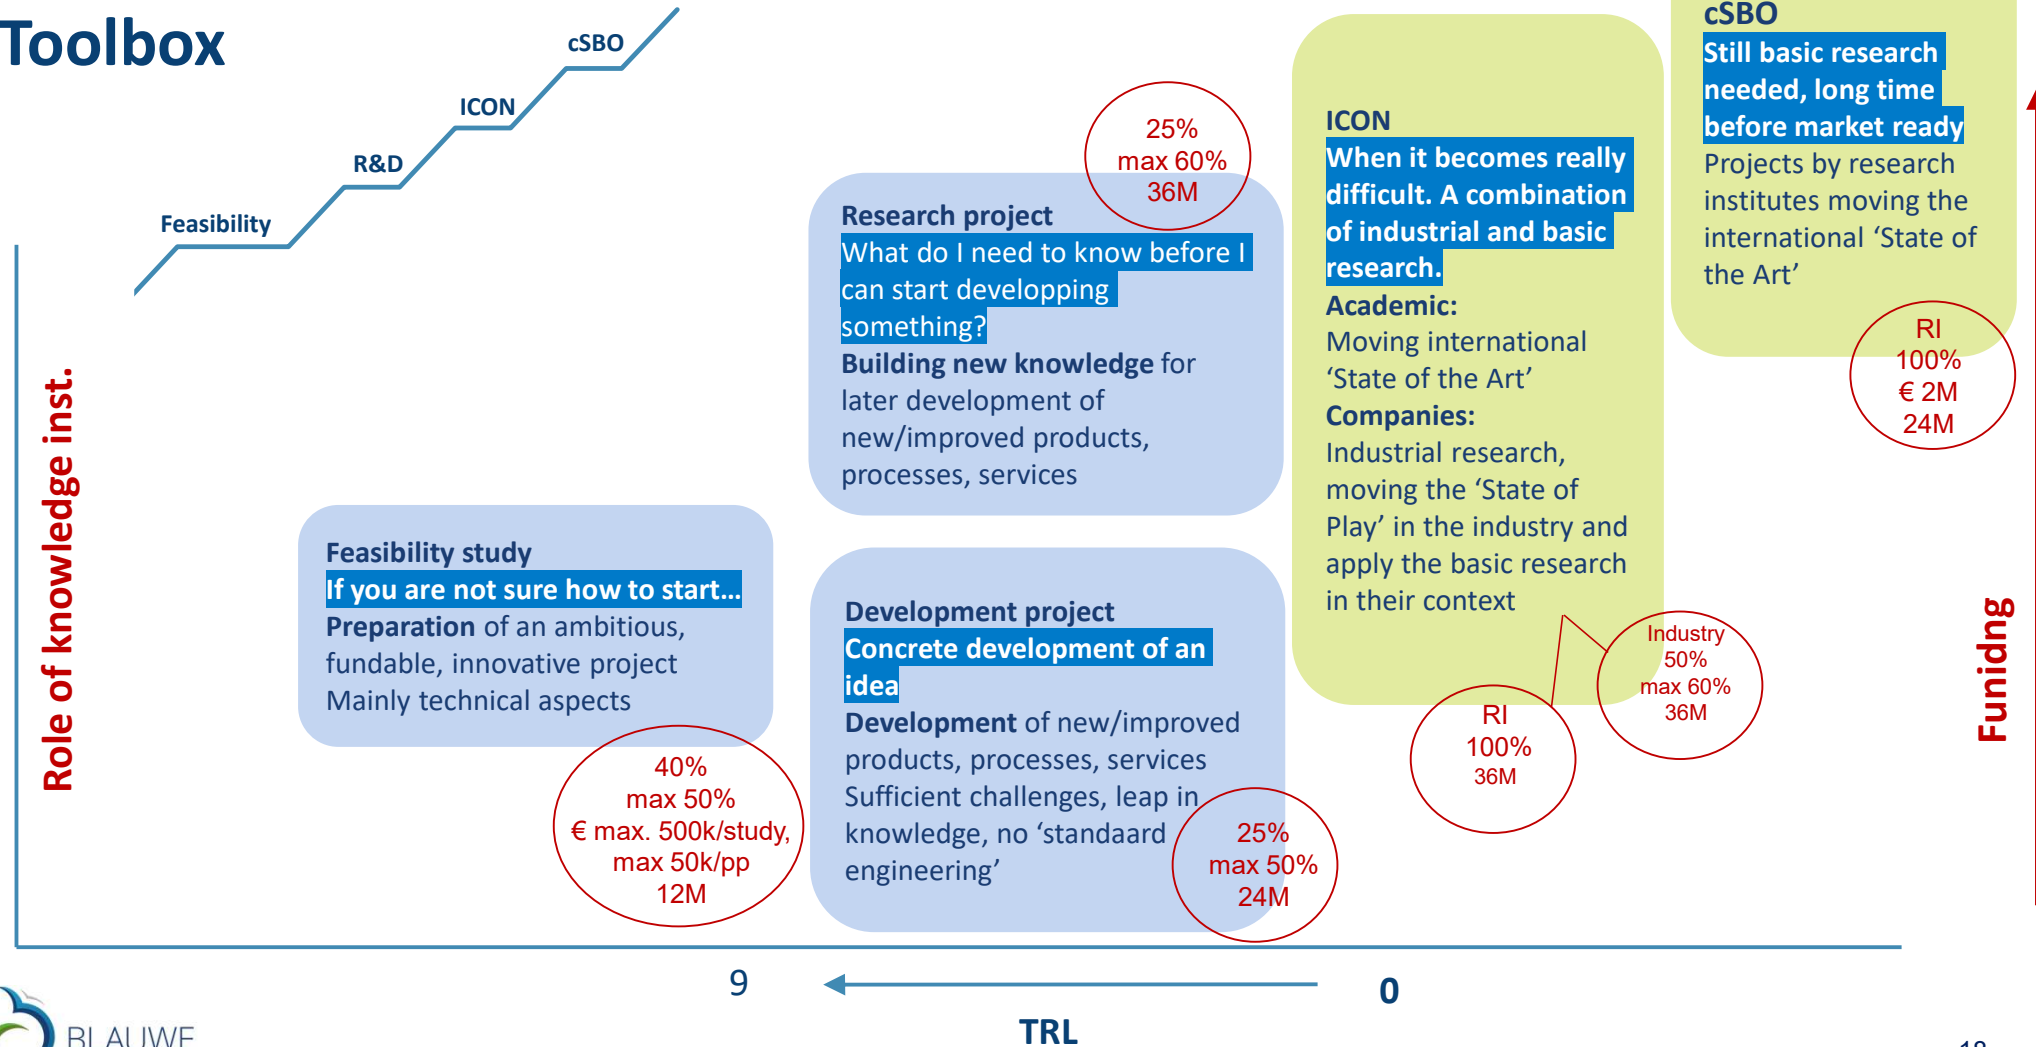 Toolbox
cSBO
ICON
R&D
Feasibility
Role of knowledge inst.
Feasibility study
If you are not sure how to start...
Preparation of an ambitious,
fundable, innovative project
Mainly technical aspects
40%
max 50%
€ max. 500k/study,
max 50k/pp
12M
25%
max 60%
36M
Research project
What do I need to know before I
can start developping
something?
Building new knowledge for
later development of
new/improved products,
processes, services
Development project
Concrete development of an
idea
Development of new/improved
products, processes, services
Sufficient challenges, leap in
knowledge, no ‘standaard
engineering’
25%
max 50%
24M
ICON
When it becomes really
difficult. A combination
of industrial and basic
research.
Academic:
Moving international
‘State of the Art’
Companies:
Industrial research,
moving the ‘State of
Play’ in the industry and
apply the basic research
in their context
RI
100%
36M
Industry
50%
max 60%
36M
cSBO
Still basic research
needed, long time
before market ready
Projects by research
institutes moving the
international ‘State of
the Art’
RI
100%
€ 2M
24M
Funidng
9
0
TRL
BLAUWE
18